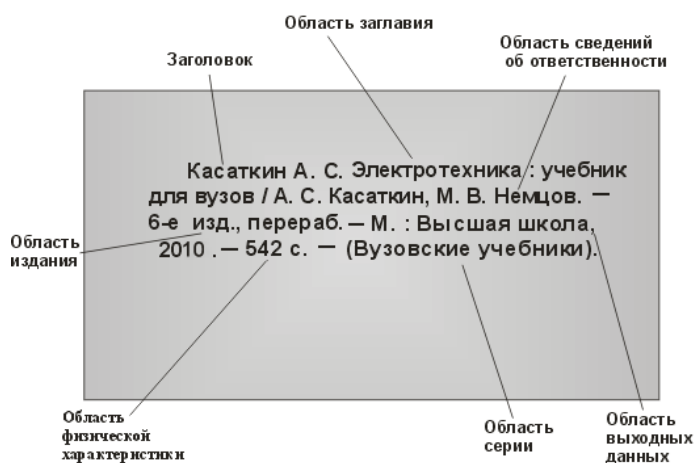 Область заглавия
Область сведений
об ответственности
Заголовок
Касаткин А. С. Электротехника : учебник
для вузов / А. С. Касаткин, М. В. Немцов. —
6-е изд., перераб. — М. : Высшая школа,
2010 . — 542 с. — (Вузовские учебники).
Область
издания
Область
физической
характеристики
Область
серии
Область
выходных
данных